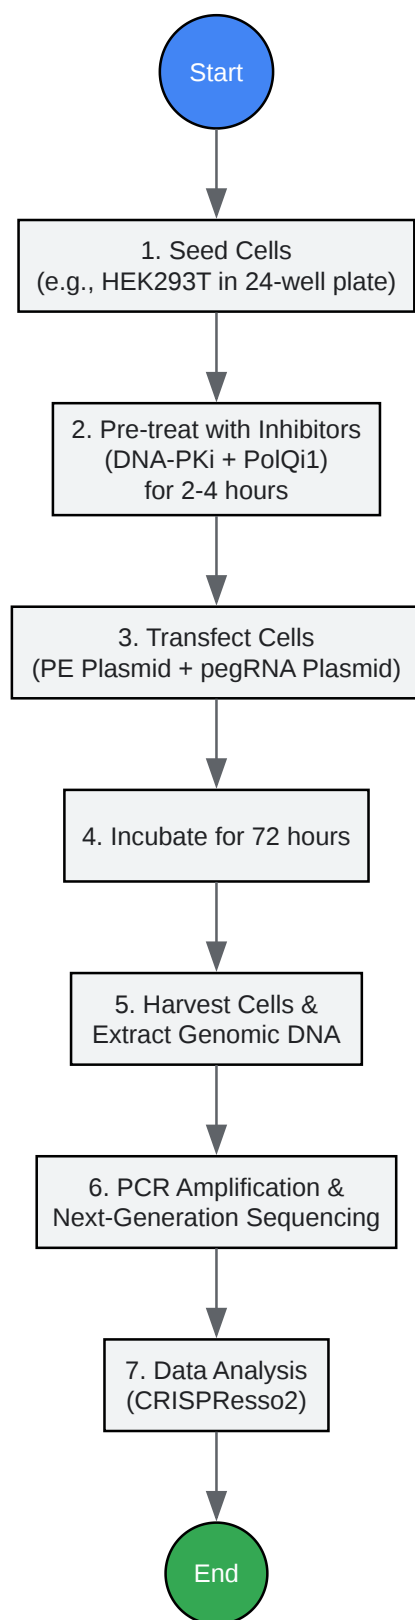 Start
1. Seed Cells
(e.g., HEK293T in 24-well plate)
2. Pre-treat with Inhibitors
(DNA-PKi + PolQi1)
for 2-4 hours
3. Transfect Cells
(PE Plasmid + pegRNA Plasmid)
4. Incubate for 72 hours
5. Harvest Cells &
Extract Genomic DNA
6. PCR Amplification &
Next-Generation Sequencing
7. Data Analysis
(CRISPResso2)
End